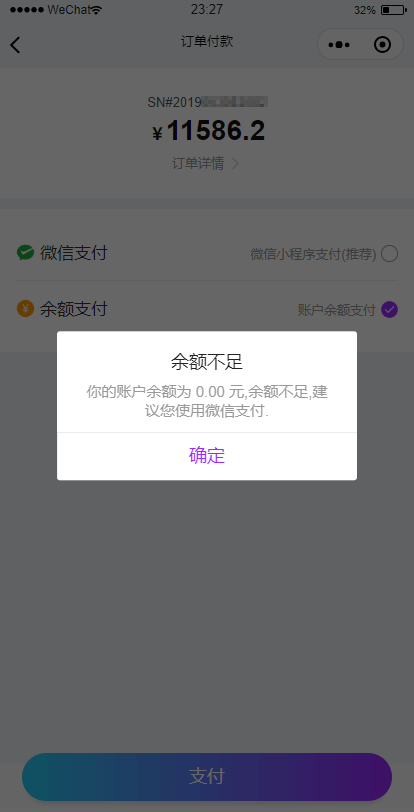 WeChat
23:27
32%
订单付款
SN#2019
¥11586.2
订单详情
微信支付
微信小程序支付(推荐)
¥
余额支付
账户余额支付
余额不足
你的账户余额为 0.00 元,余额不足,建
议您使用微信支付.
确定
支付